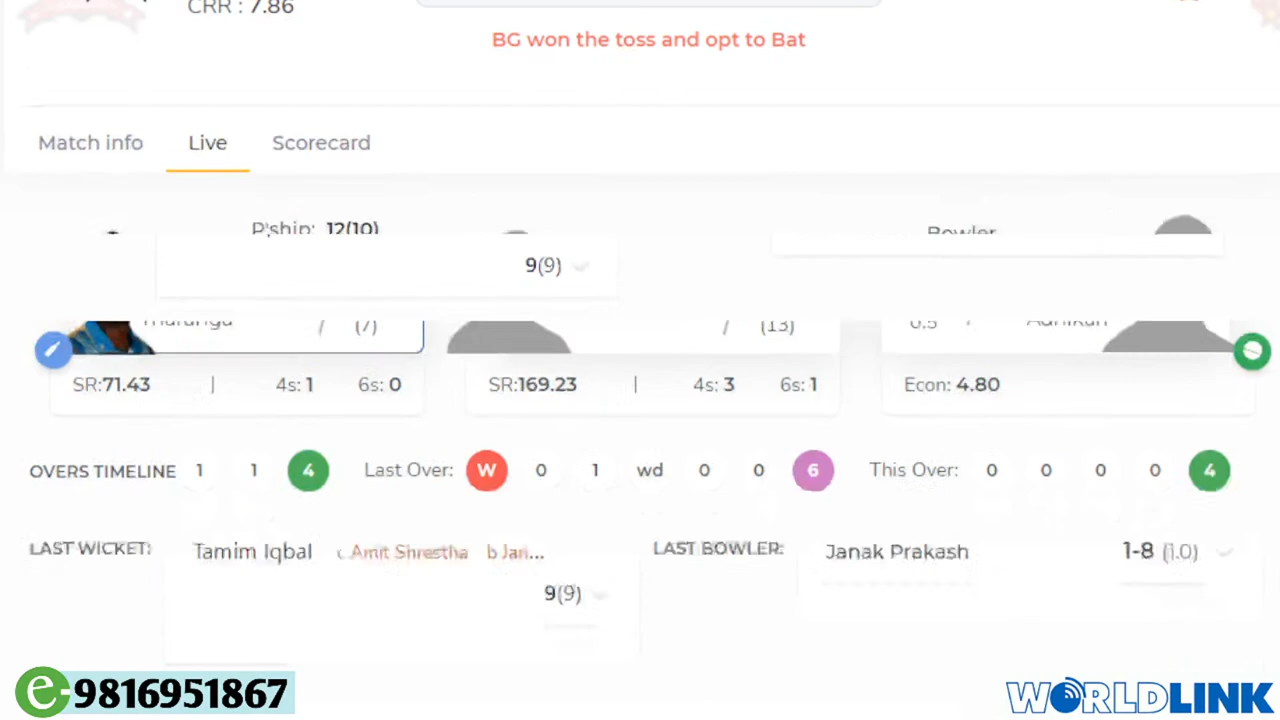 CRR : 7.86
BG won the toss and opt to Bat
Match info Live Scorecard
P'ship: 12(10) Bowler
9(9)
(7) (13)
SR:71.43 | 4s: 1 6s: 0 SR:169.23 | 4s: 3 6s: 1 Econ: 4.80
OVERS TIMELINE 1 1 4 Last Over: W 0 1 wd 0 0 6 This Over: 0 0 0 0 4
LAST WICKET: Tamim Iqbal c Amit Shrestha b Jan... LAST BOWLER: Janak Prakash 1-8 (1.0)
9(9)
e-9816951867 WORLDLINK